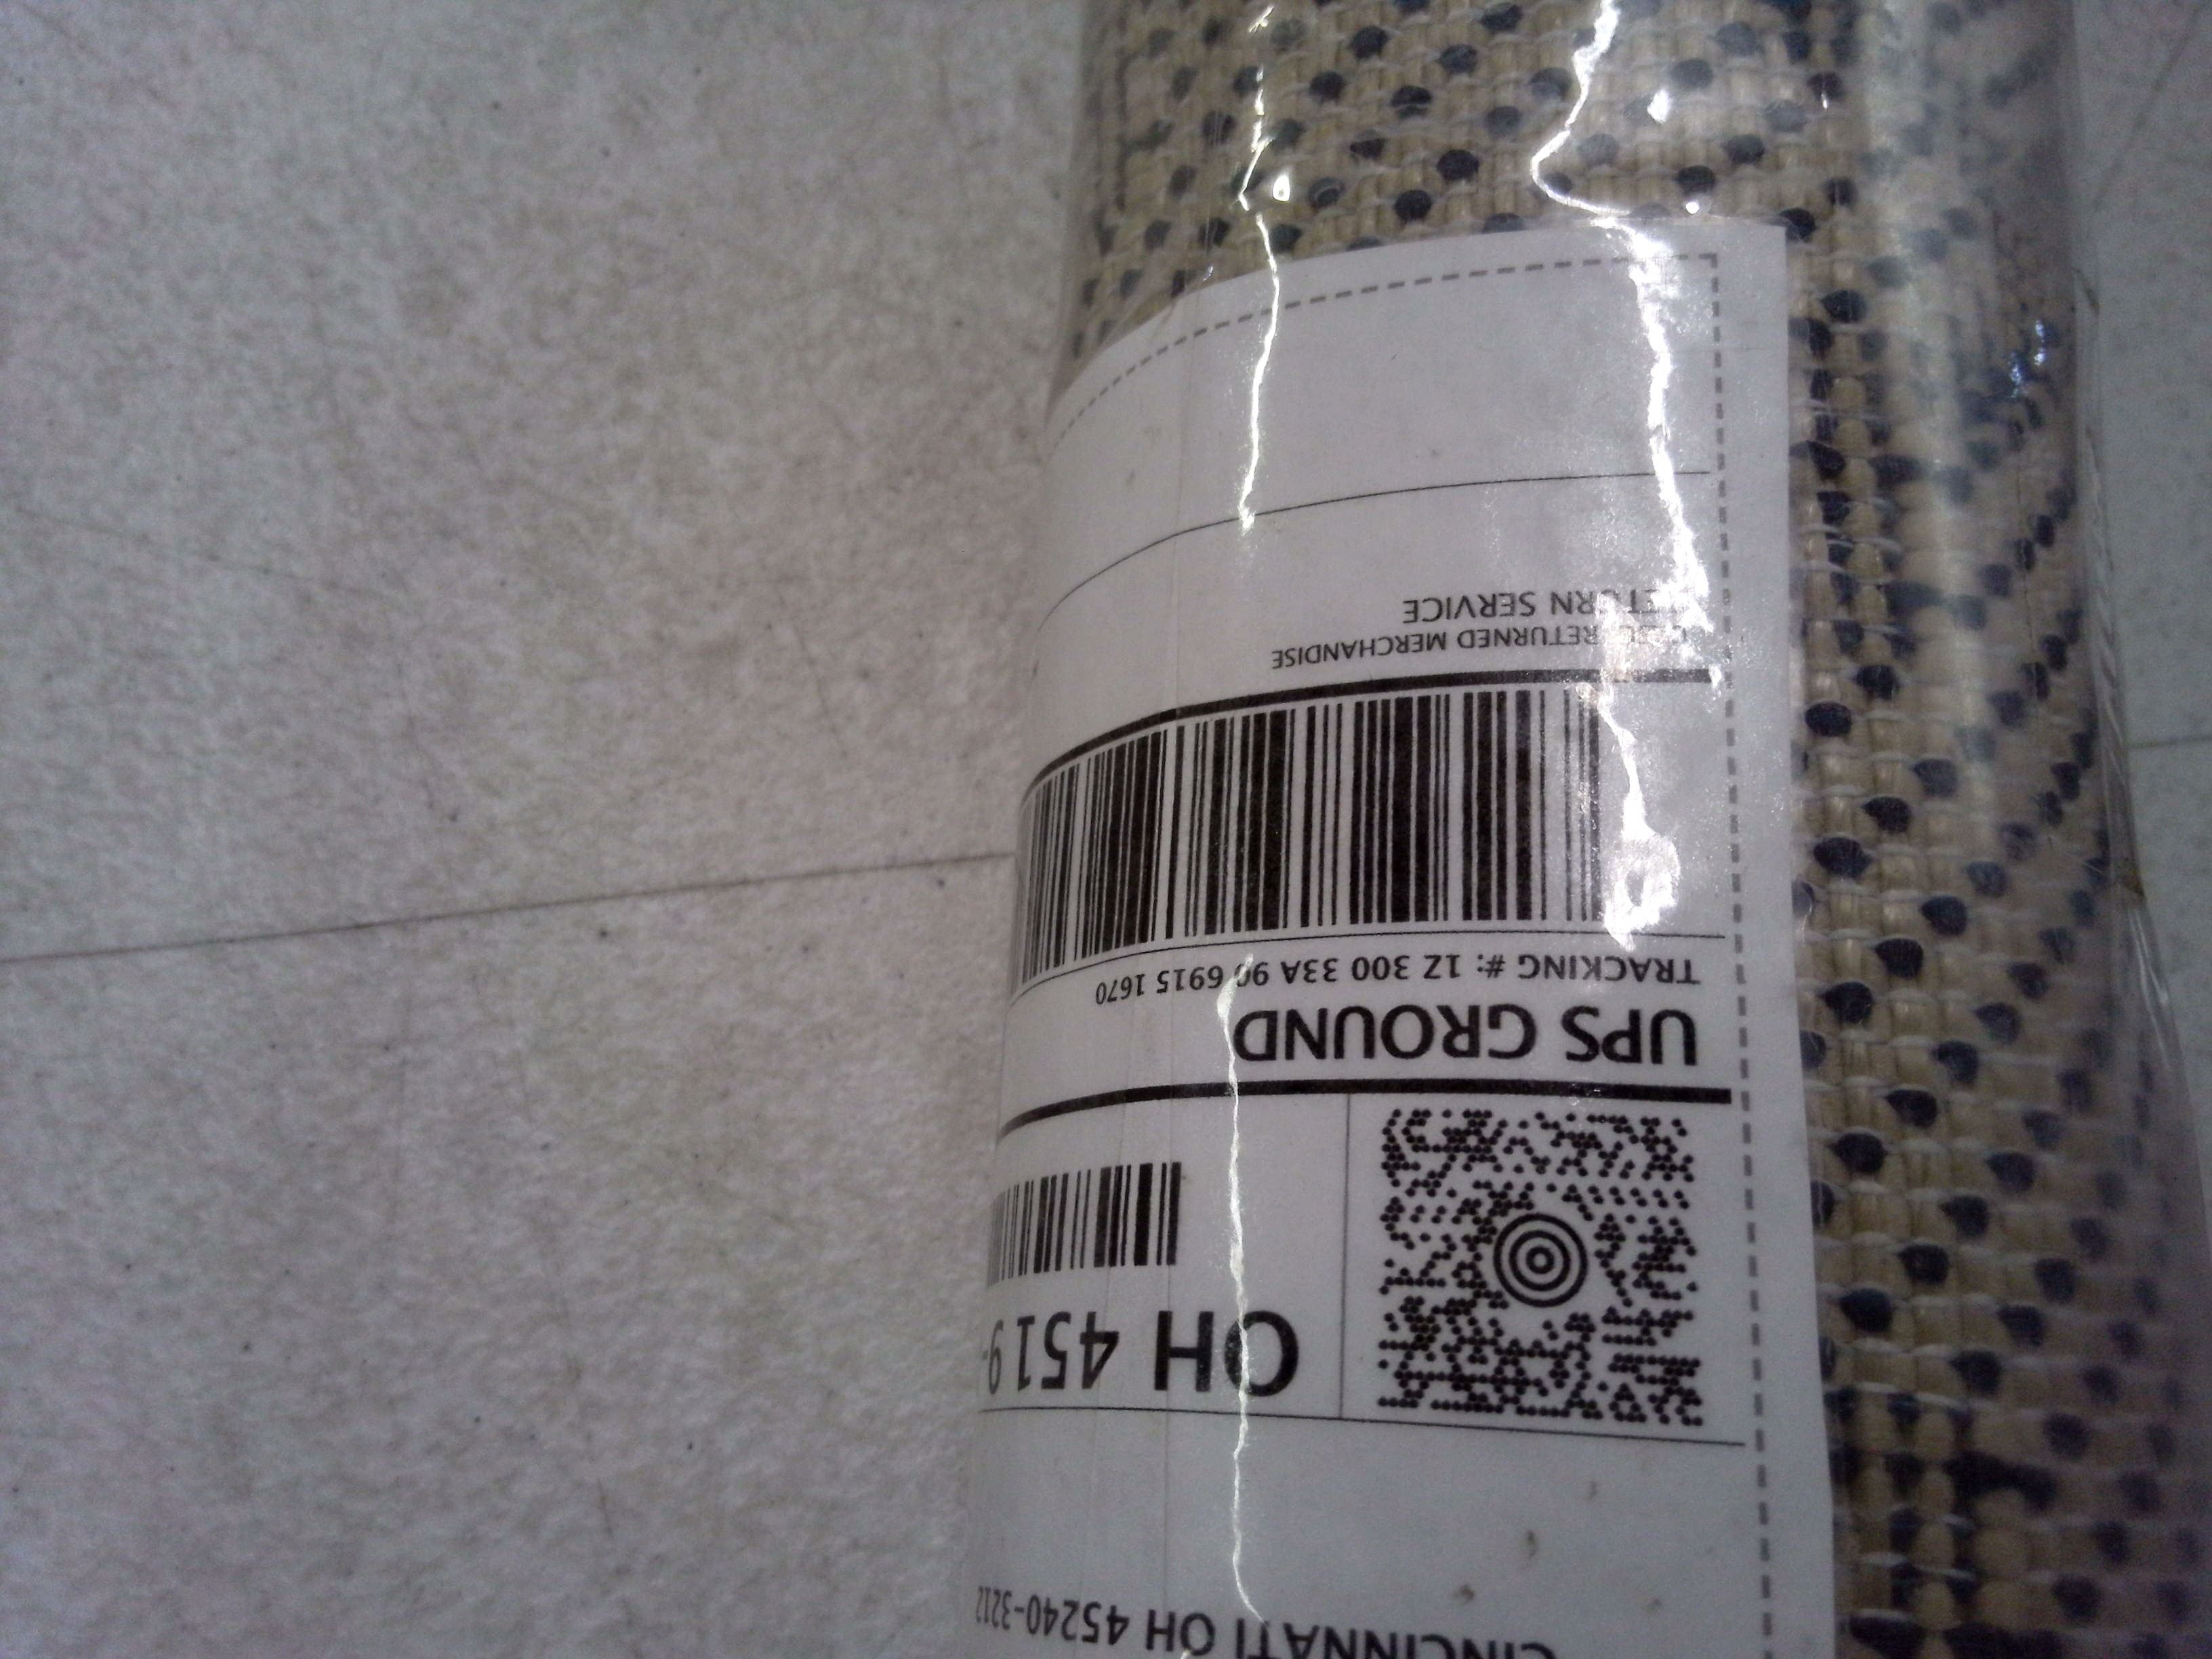 CINCINNATI OH 45240-3212
OH 451 9-
UPS GROUND
TRACKING #: 1Z 300 33A 90 6915 1670
RETURNED MERCHANDISE
RETURN SERVICE